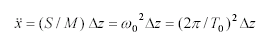 ẍ = (S/M) Δz = ω₀² Δz = (2π/T₀)² Δz